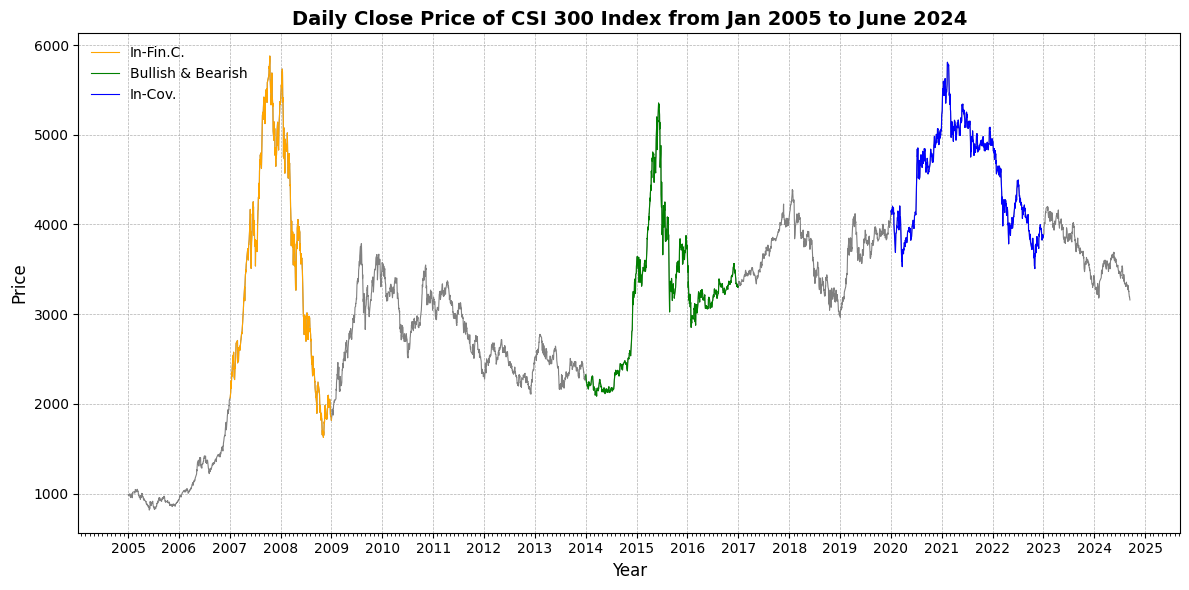 Daily Close Price of CSI 300 Index from Jan 2005 to June 2024
In-Fin.C.
Bullish & Bearish
In-Cov.
Price
6000
5000
4000
3000
2000
1000
2005 2006 2007 2008 2009 2010 2011 2012 2013 2014 2015 2016 2017 2018 2019 2020 2021 2022 2023 2024 2025
Year